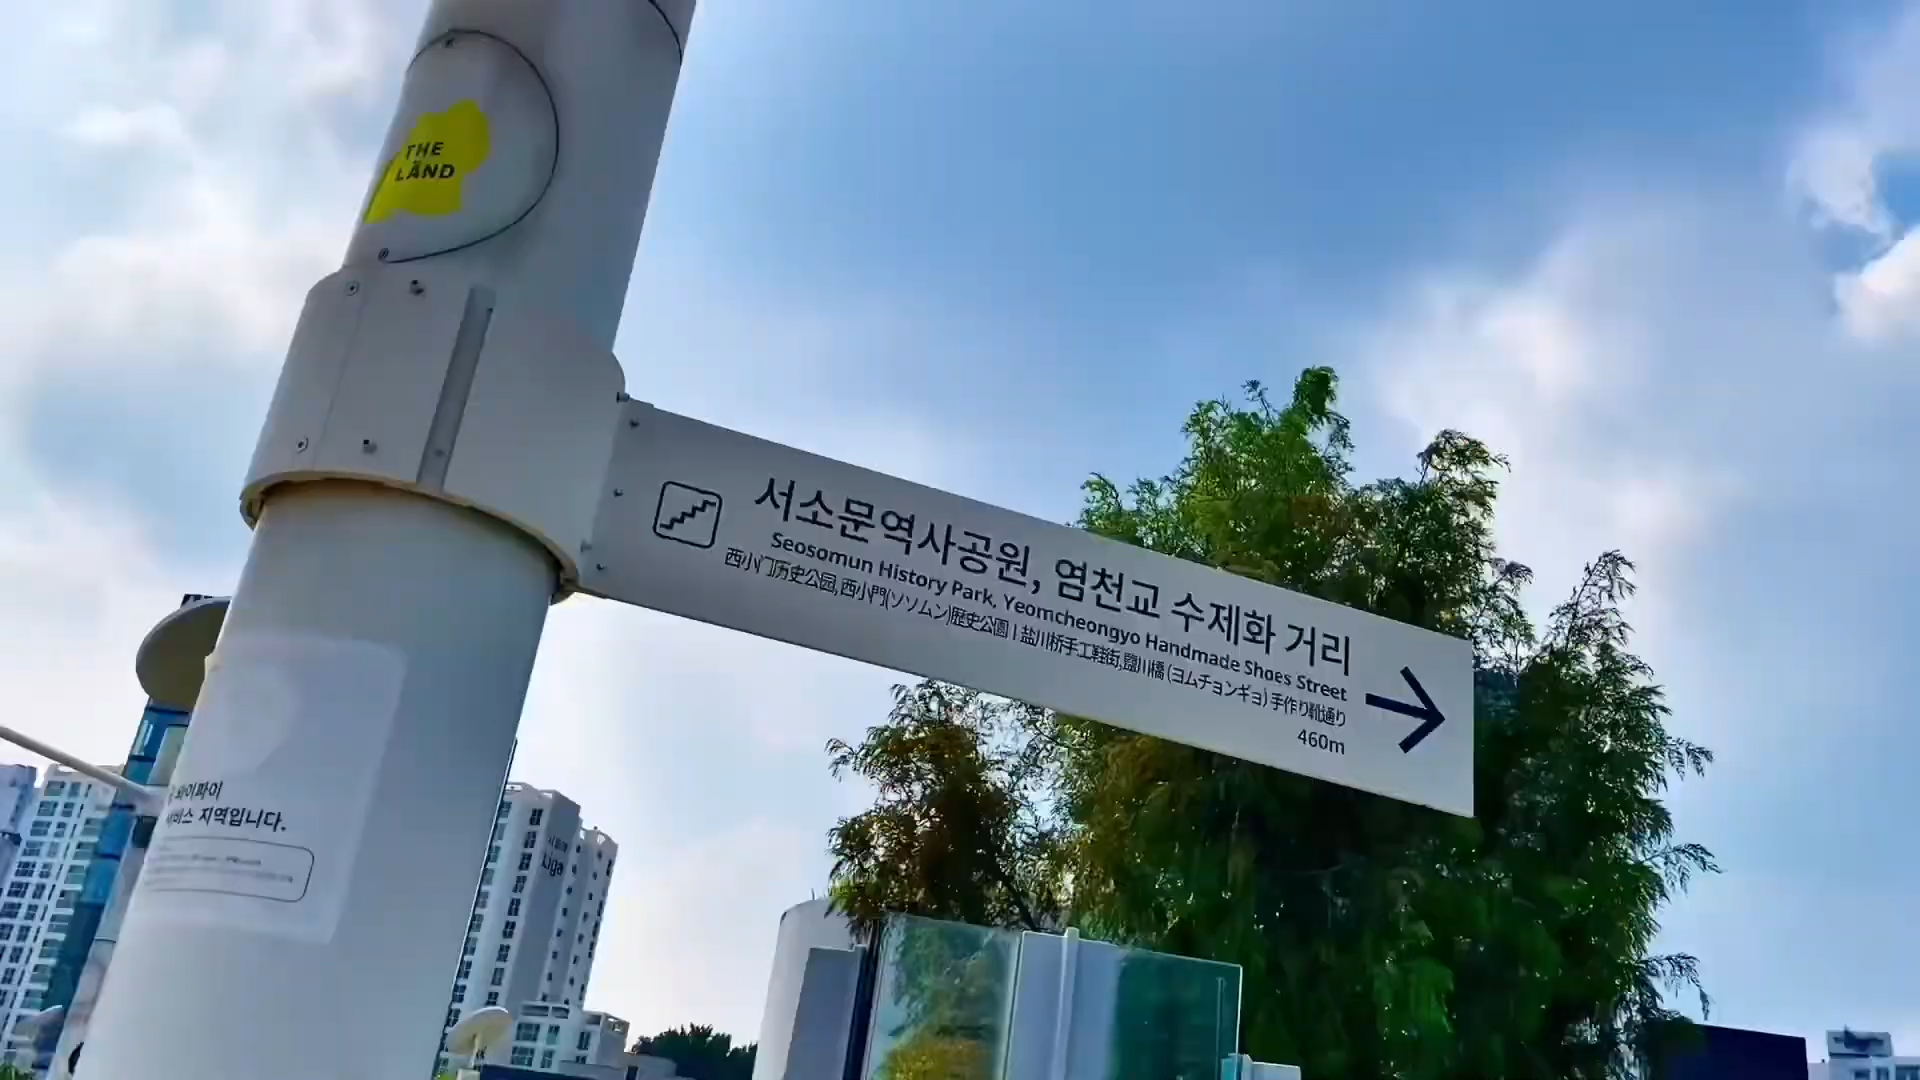 THE
LÄND
서소문역사공원, 염천교 수제화 거리
Seosomun History Park, Yeomcheongyo Handmade Shoes Street
西小门历史公园, 西小門(ソソムン)歴史公園 | 盐川桥手工鞋街, 鹽川橋 (ヨムチョンギョ) 手作り靴通り
460m
와이파이
서비스 지역입니다.